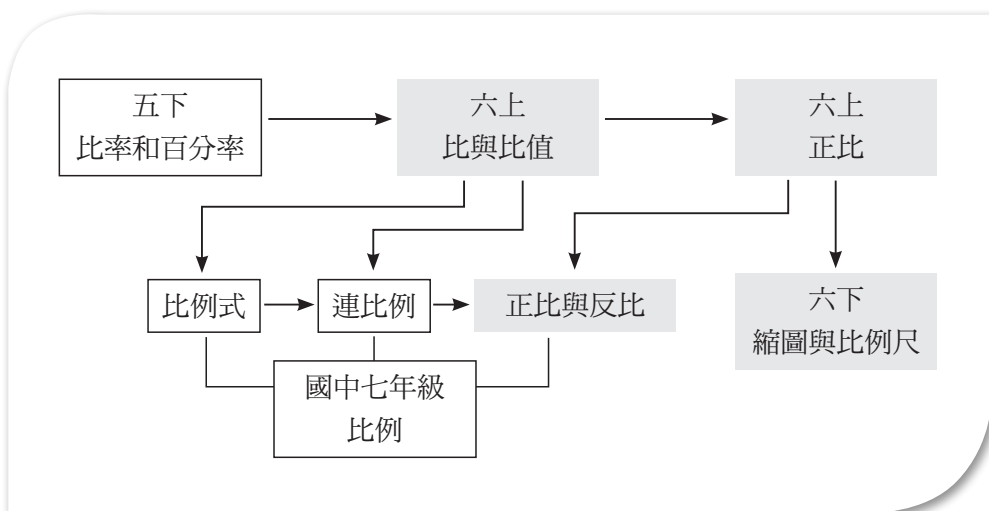 五下
比率和百分率
六上
比與比值
六上
正比
比例式
連比例
正比與反比
六下
縮圖與比例尺
國中七年級
比例